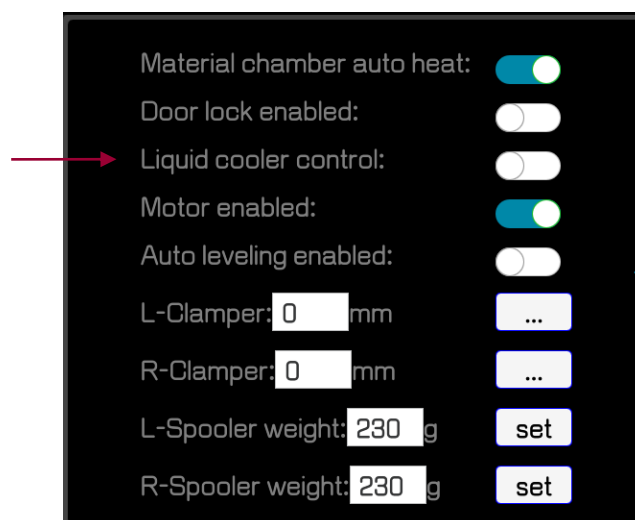 Material chamber auto heat:
Door lock enabled:
Liquid cooler control:
Motor enabled:
Auto leveling enabled:
L-Clamper: 0 mm ...
R-Clamper: 0 mm ...
L-Spooler weight: 230 g set
R-Spooler weight: 230 g set